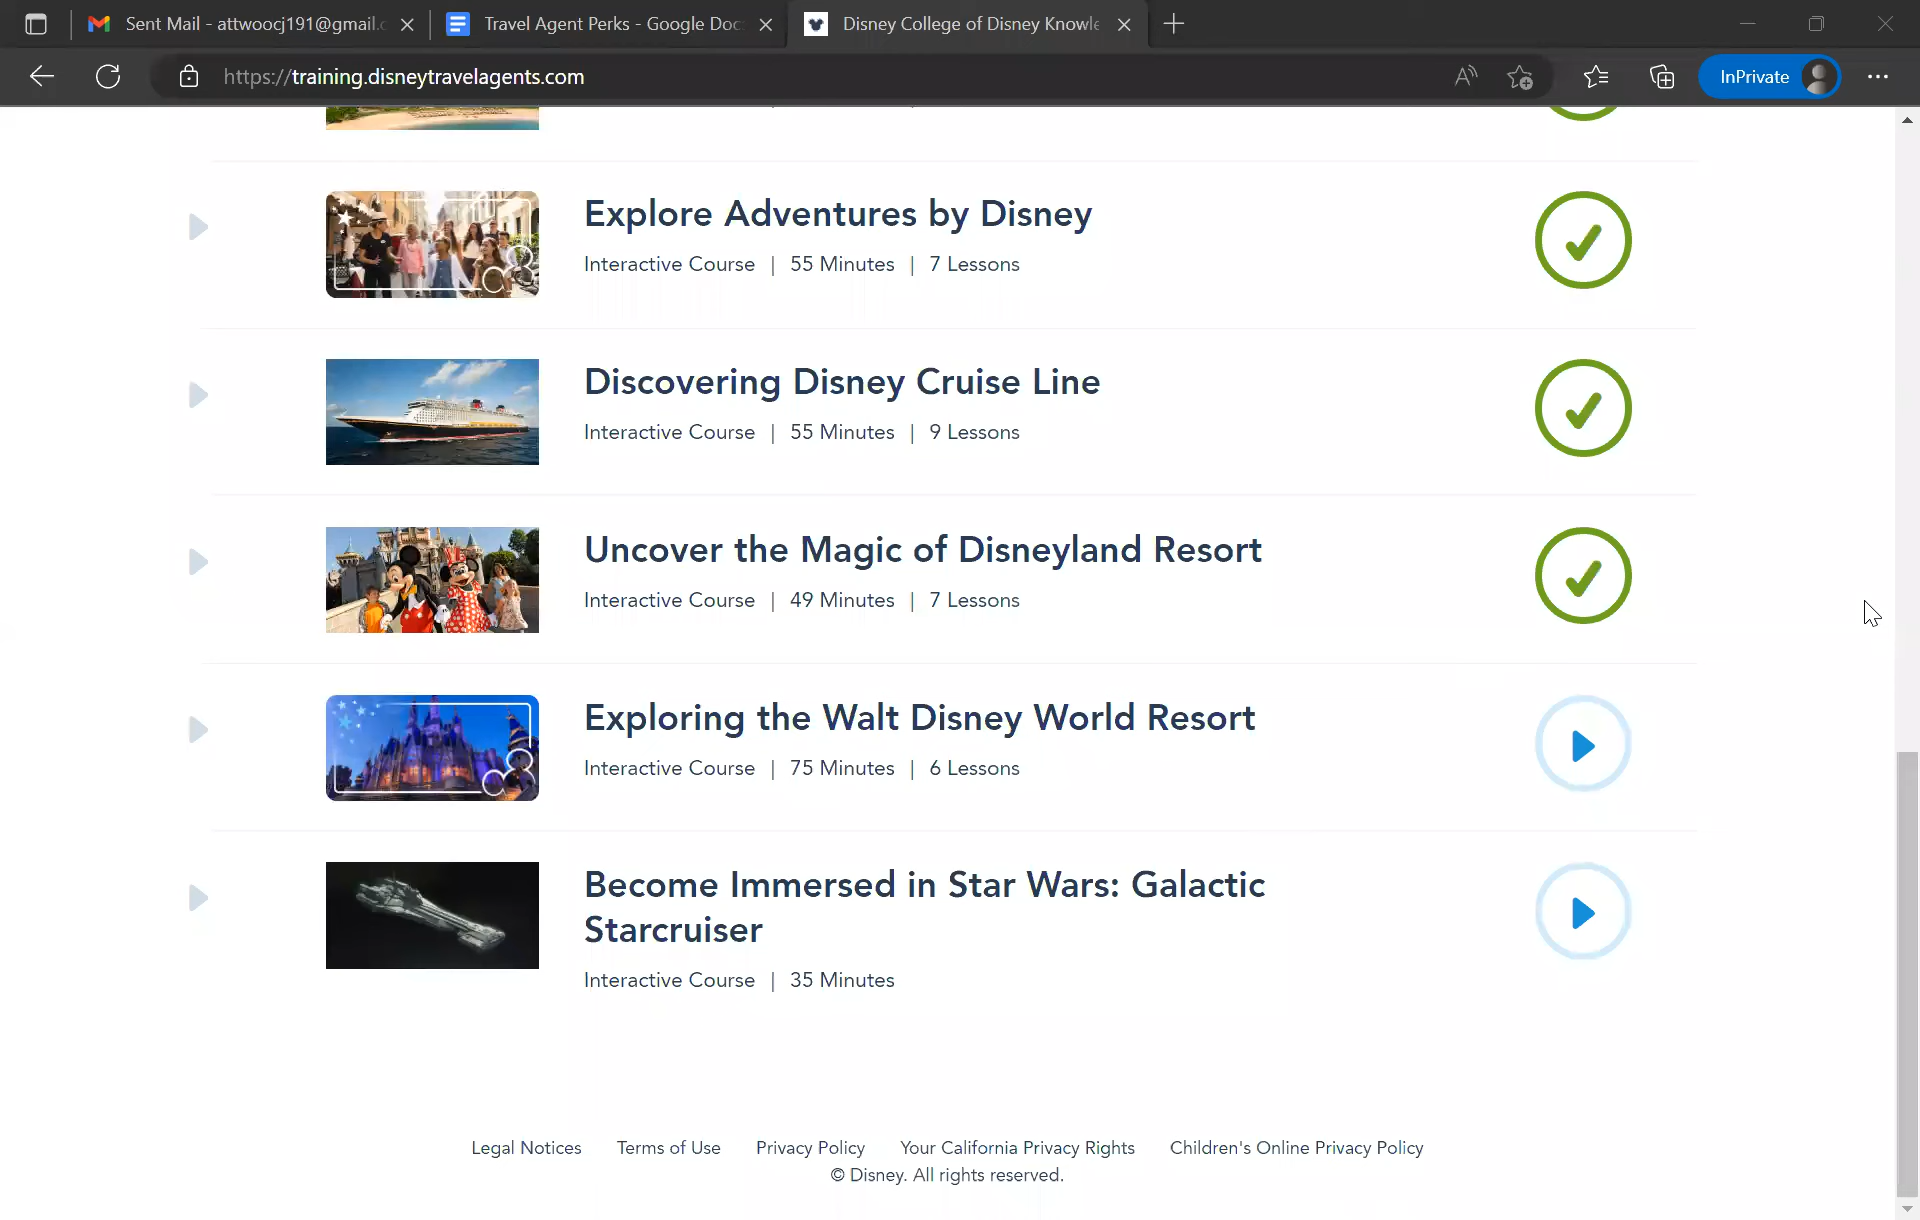 Sent Mail - attwoocj191@gmail.c
Travel Agent Perks - Google Doc
Disney College of Disney Knowle
https://training.disneytravelagents.com
InPrivate
Explore Adventures by Disney
Interactive Course | 55 Minutes | 7 Lessons
Discovering Disney Cruise Line
Interactive Course | 55 Minutes | 9 Lessons
Uncover the Magic of Disneyland Resort
Interactive Course | 49 Minutes | 7 Lessons
Exploring the Walt Disney World Resort
Interactive Course | 75 Minutes | 6 Lessons
Become Immersed in Star Wars: Galactic
Starcruiser
Interactive Course | 35 Minutes
Legal Notices Terms of Use Privacy Policy Your California Privacy Rights Children's Online Privacy Policy
© Disney. All rights reserved.